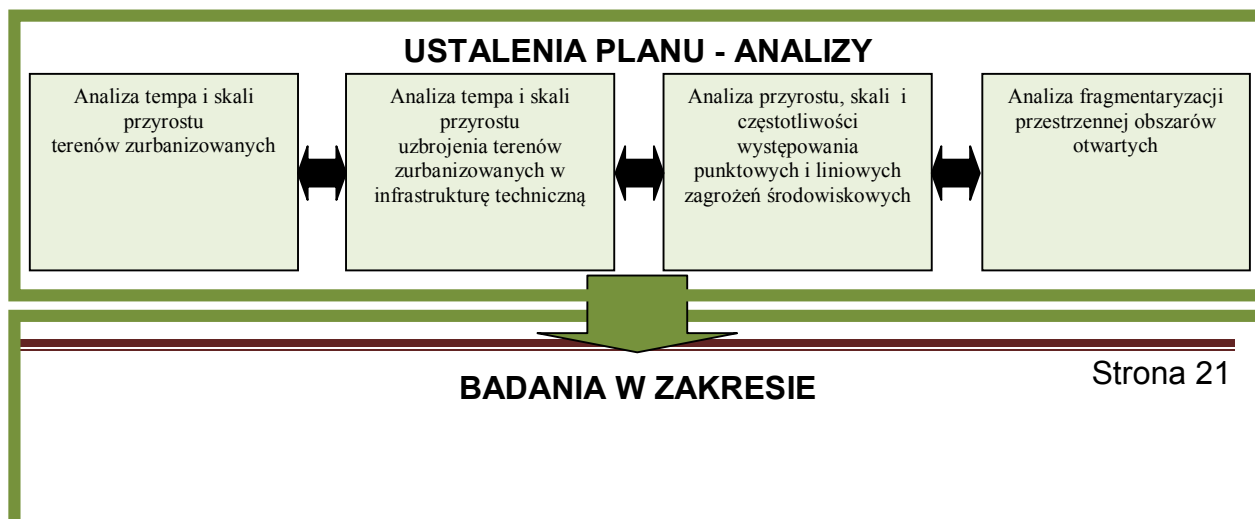 USTALENIA PLANU - ANALIZY
Analiza tempa i skali
przyrostu
terenów zurbanizowanych
Analiza tempa i skali
przyrostu
uzbrojenia terenów
zurbanizowanych w
infrastrukturę techniczną
Analiza przyrostu, skali i
częstotliwości
występowania
punktowych i liniowych
zagrożeń środowiskowych
Analiza fragmentaryzacji
przestrzennej obszarów
otwartych
Strona 21
BADANIA W ZAKRESIE